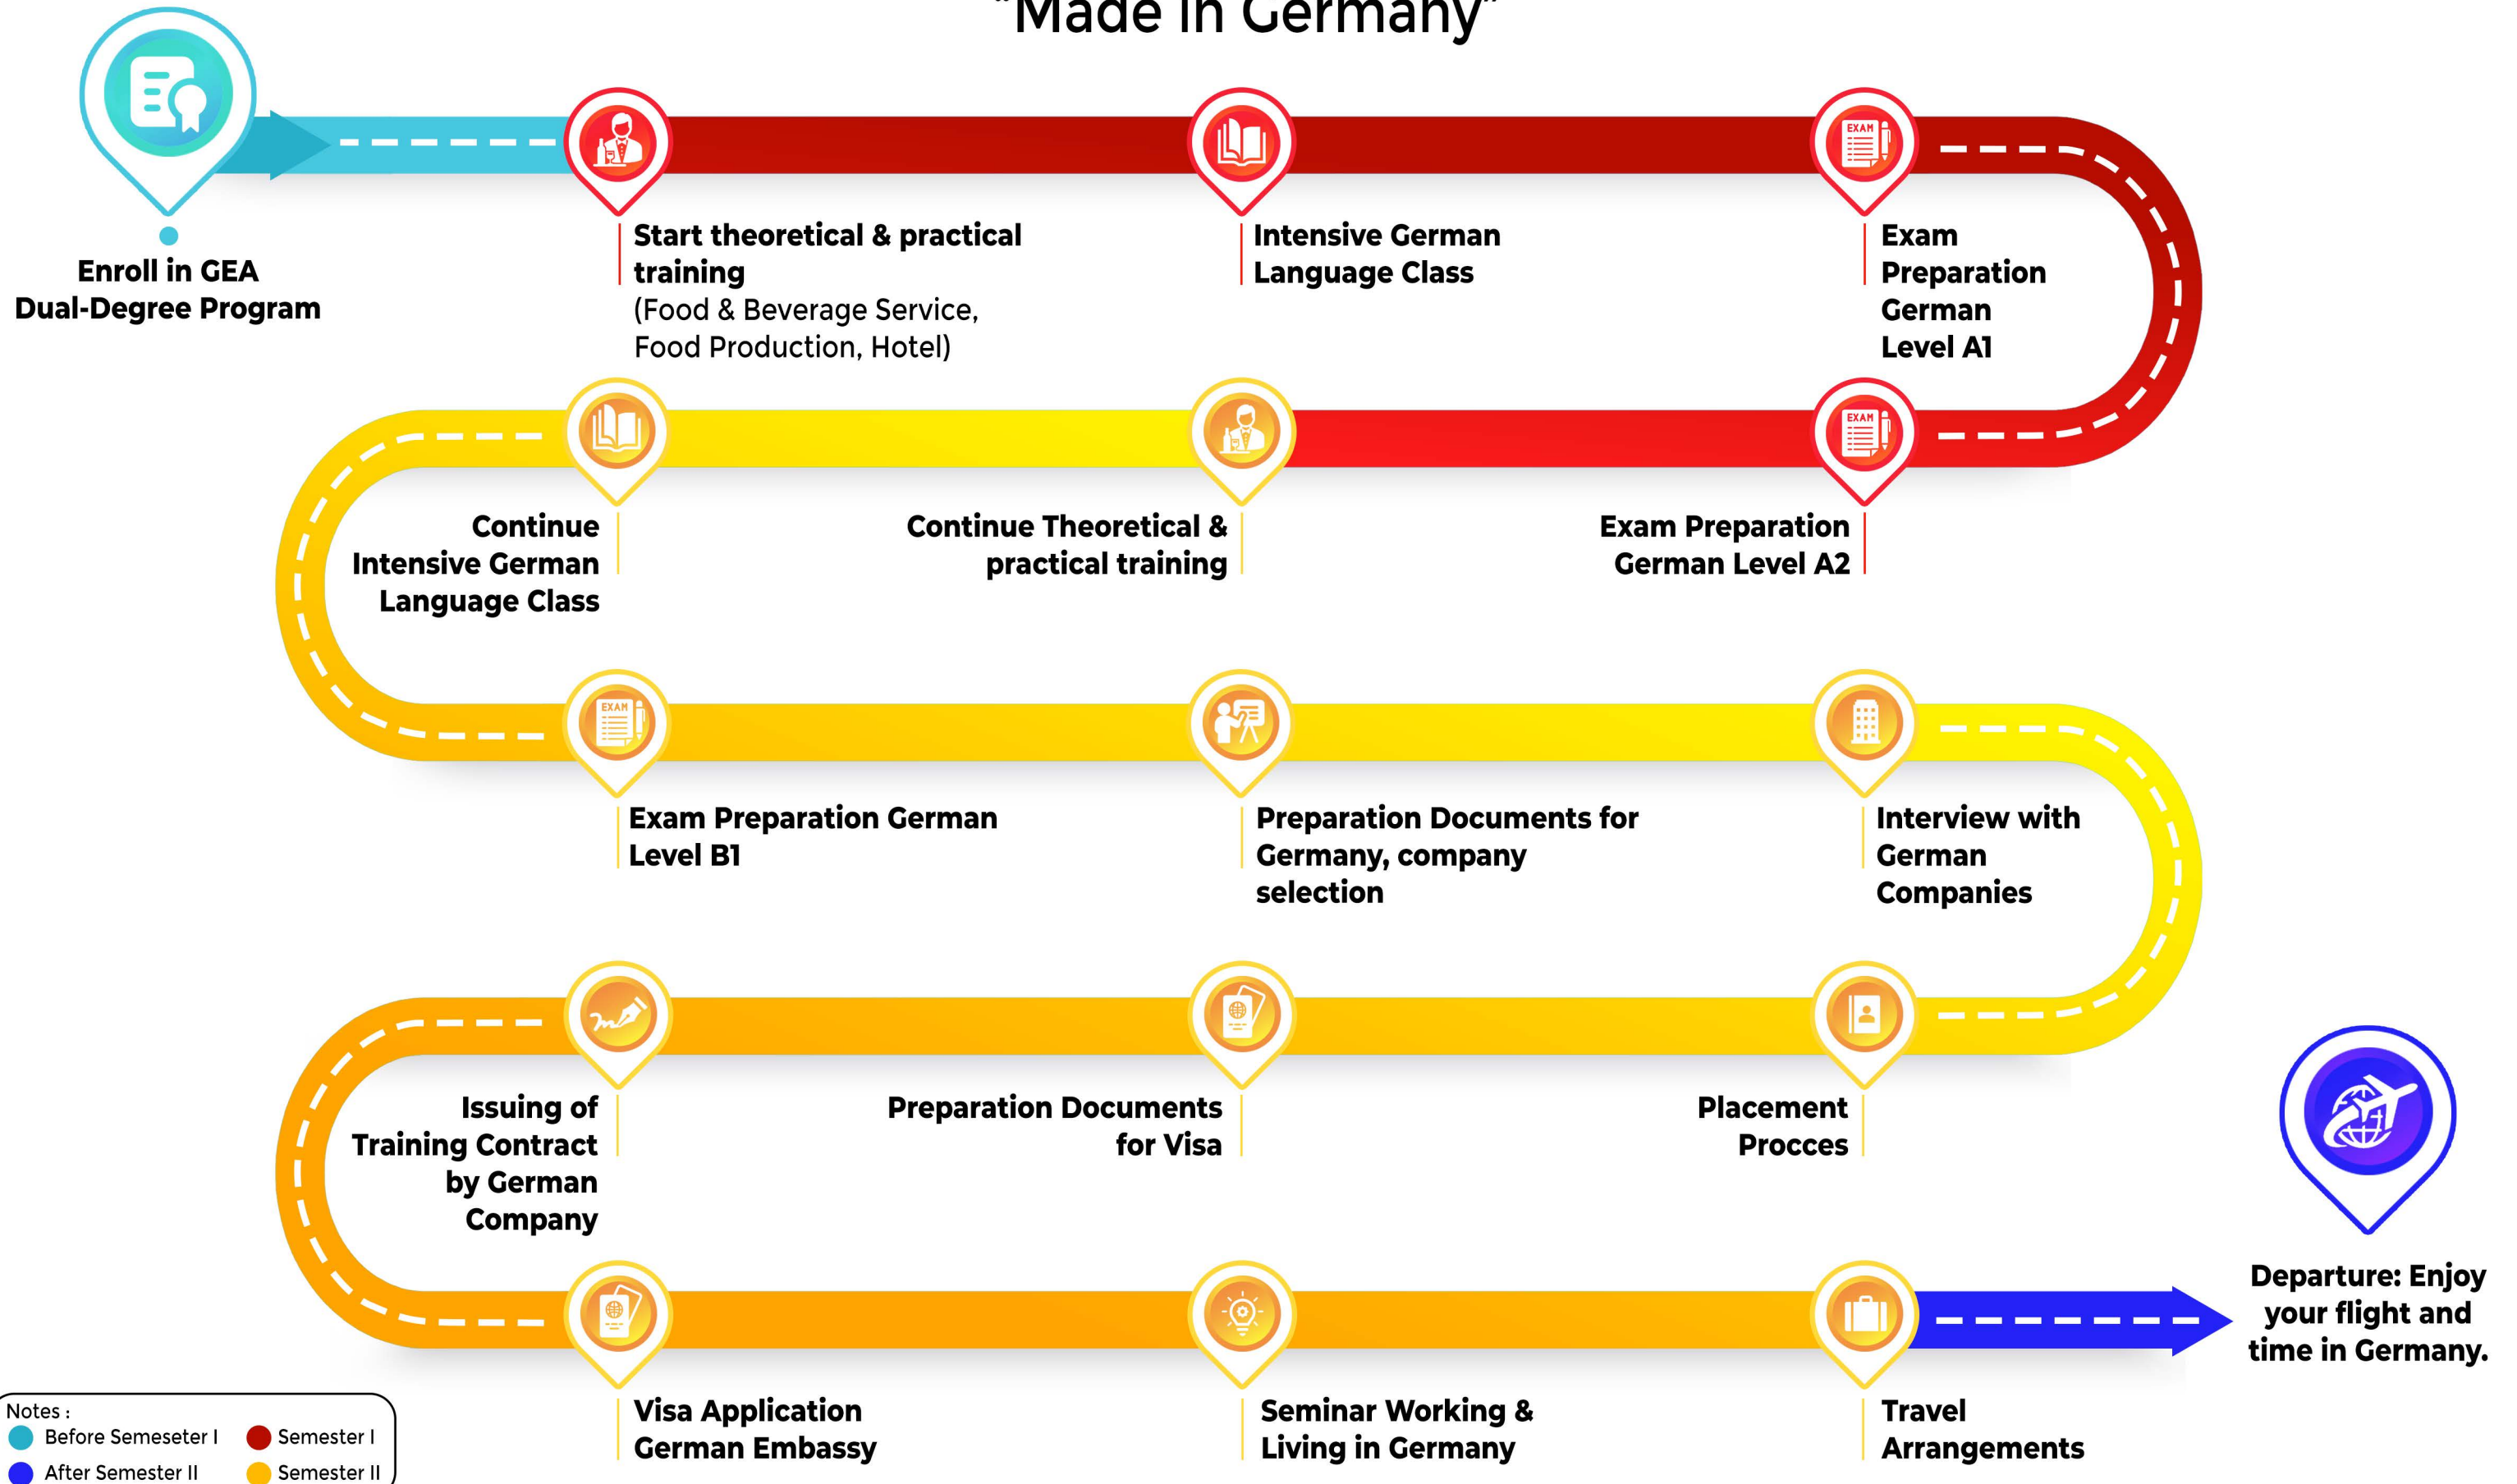 "Made in Germany"
Enroll in GEA
Dual-Degree Program
Start theoretical & practical
training
(Food & Beverage Service,
Food Production, Hotel)
Intensive German
Language Class
EXAM
Exam
Preparation
German
Level A1
EXAM
Exam Preparation
German Level A2
Continue Theoretical &
practical training
Continue
Intensive German
Language Class
EXAM
Exam Preparation German
Level B1
Preparation Documents for
Germany, company
selection
Interview with
German
Companies
Placement
Procces
Preparation Documents
for Visa
Issuing of
Training Contract
by German
Company
Visa Application
German Embassy
Seminar Working &
Living in Germany
Travel
Arrangements
Departure: Enjoy
your flight and
time in Germany.
Notes :
Before Semeseter I
Semester I
After Semester II
Semester II